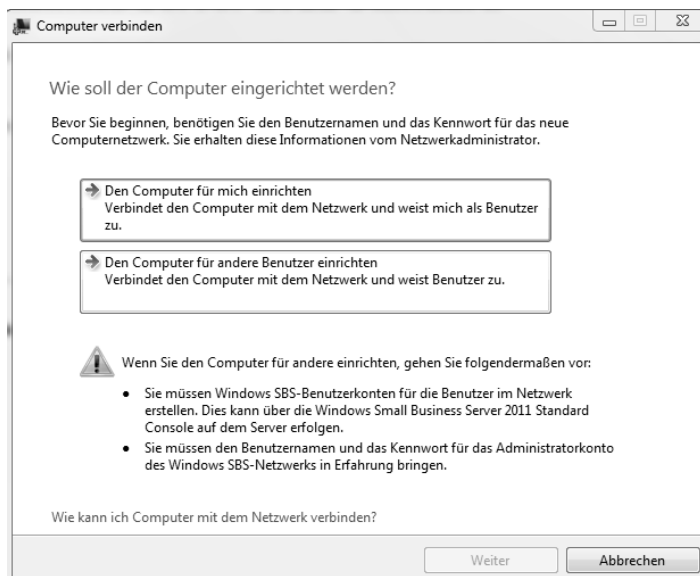 Computer verbinden
Wie soll der Computer eingerichtet werden?
Bevor Sie beginnen, benötigen Sie den Benutzernamen und das Kennwort für das neue
Computernetzwerk. Sie erhalten diese Informationen vom Netzwerkadministrator.
Den Computer für mich einrichten
Verbindet den Computer mit dem Netzwerk und weist mich als Benutzer
zu.
Den Computer für andere Benutzer einrichten
Verbindet den Computer mit dem Netzwerk und weist Benutzer zu.
Wenn Sie den Computer für andere einrichten, gehen Sie folgendermaßen vor:
• Sie müssen Windows SBS-Benutzerkonten für die Benutzer im Netzwerk
erstellen. Dies kann über die Windows Small Business Server 2011 Standard
Console auf dem Server erfolgen.
• Sie müssen den Benutzernamen und das Kennwort für das Administratorkonto
des Windows SBS-Netzwerks in Erfahrung bringen.
Wie kann ich Computer mit dem Netzwerk verbinden?
Weiter Abbrechen